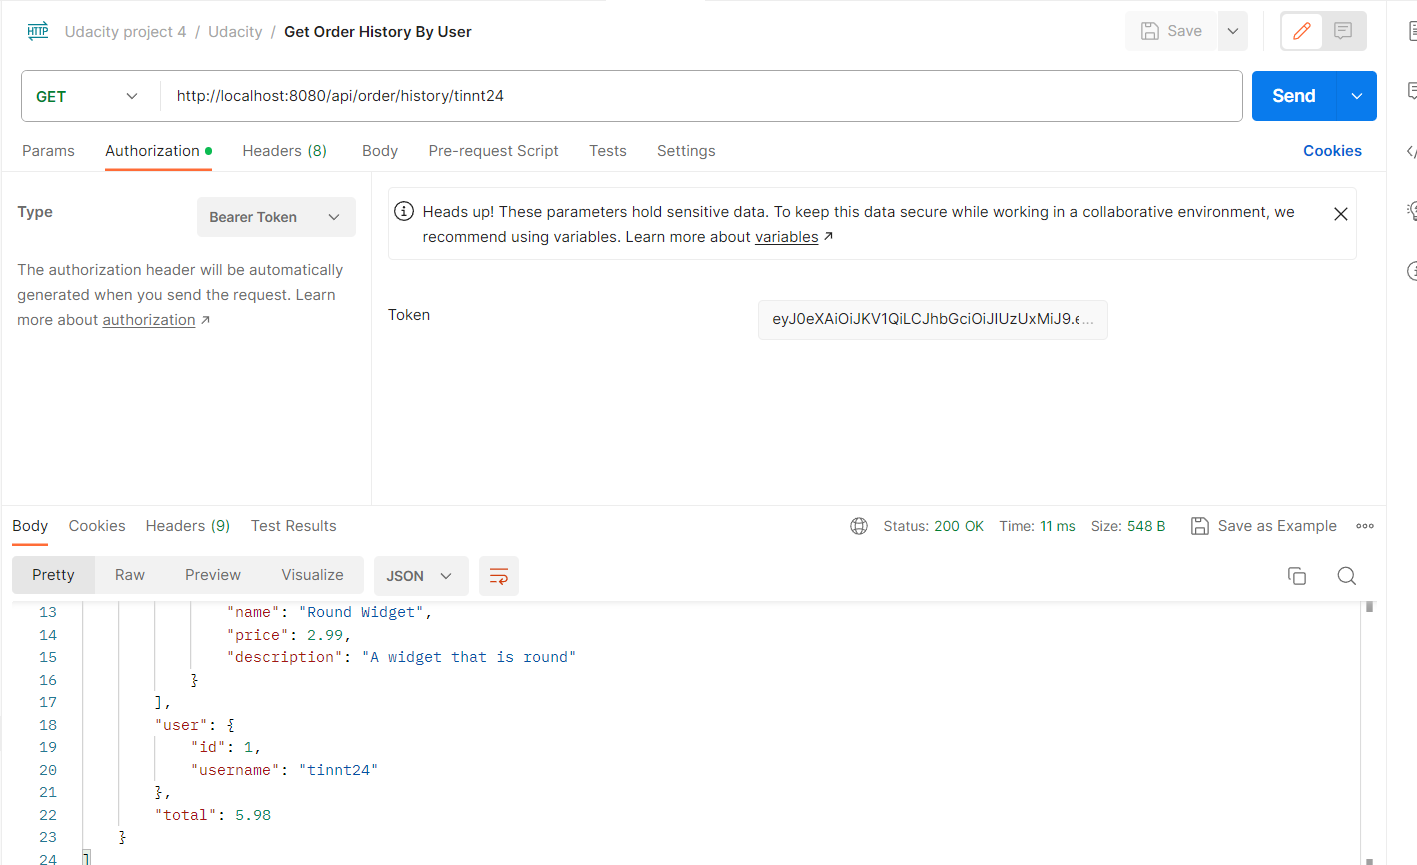 HTTP Udacity project 4 / Udacity / Get Order History By User Save
GET http://localhost:8080/api/order/history/tinnt24 Send
Params Authorization Headers (8) Body Pre-request Script Tests Settings Cookies
Type Bearer Token
The authorization header will be automatically
generated when you send the request. Learn
more about authorization ↗
Heads up! These parameters hold sensitive data. To keep this data secure while working in a collaborative environment, we
recommend using variables. Learn more about variables ↗
Token eyJ0eXAiOiJKV1QiLCJhbGciOiJIUzUxMiJ9.e...
Body Cookies Headers (9) Test Results Status: 200 OK Time: 11 ms Size: 548 B Save as Example
Pretty Raw Preview Visualize JSON
13 "name": "Round Widget",
14 "price": 2.99,
15 "description": "A widget that is round"
16 }
17 ],
18 "user": {
19 "id": 1,
20 "username": "tinnt24"
21 },
22 "total": 5.98
23 }
24 ]